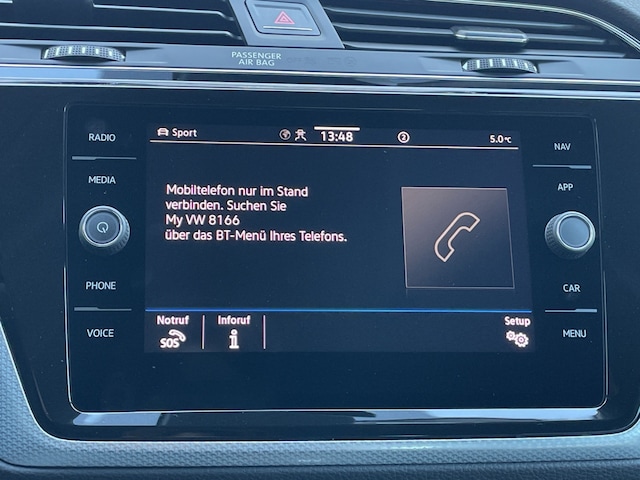 PASSENGER
AIR BAG
RADIO
MEDIA
PHONE
VOICE
Sport
13:48
2
5.0°C
Mobiltelefon nur im Stand
verbinden. Suchen Sie
My VW 8166
über das BT-Menü Ihres Telefons.
Notruf
SOS
Inforuf
Setup
NAV
APP
CAR
MENU